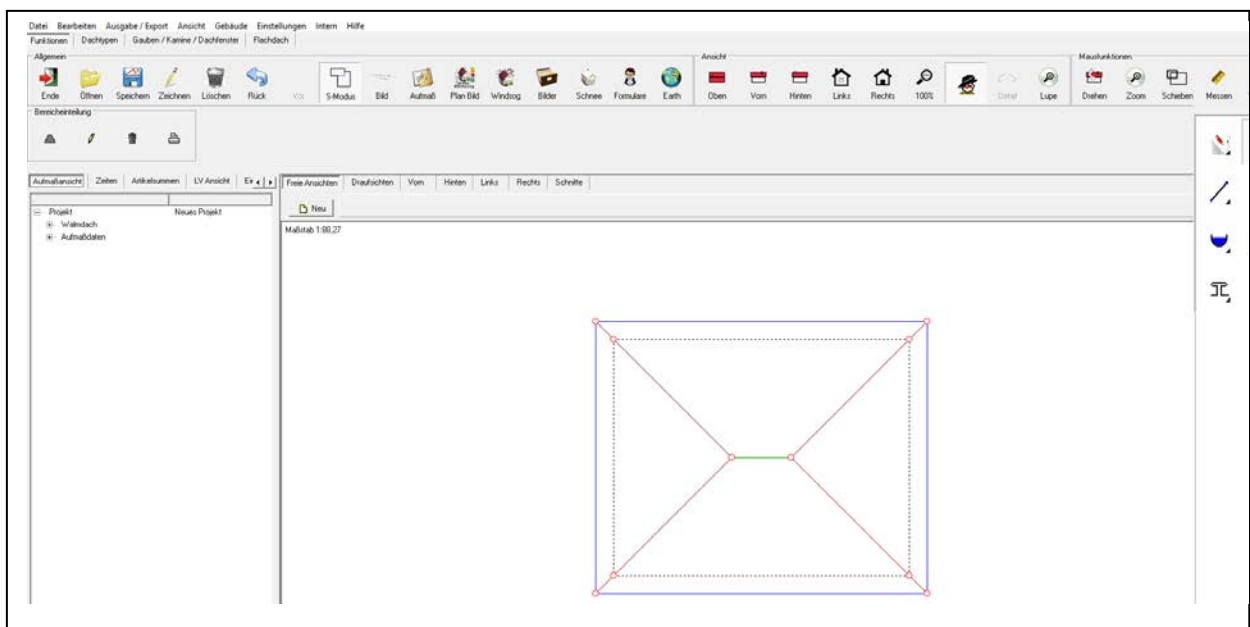 Datei Bearbeiten Ausgabe / Export Ansicht Gebäude Einstellungen Intern Hilfe
Funktionen Dachtypen Gauben / Kamine / Dachfenster Flachdach
Allgemein Ansicht Mausfunktionen
Ende Öffnen Speichern Zeichnen Löschen Rück Vor S-Modus Bild Aufmaß Plan Bild Windsog Bilder Schnee Formulare Earth Oben Vorn Hinten Links Rechts 100% Detail Lupe Drehen Zoom Schieben Messen
Bereicheinteilung
Aufmaßansicht Zeiten Artikelsummen LV Ansicht Freie Ansichten Draufsichten Vorn Hinten Links Rechts Schnitte
Neu
Projekt Neues Projekt
Walmdach
Aufmaßdaten
Maßstab 1:88,27